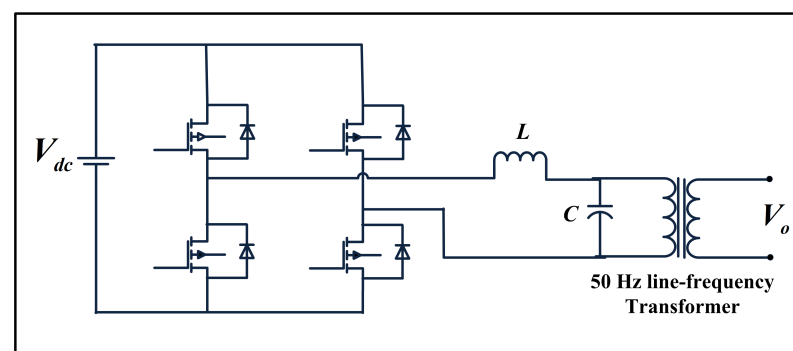 L
V_dc
C
V_o
50 Hz line-frequency
Transformer